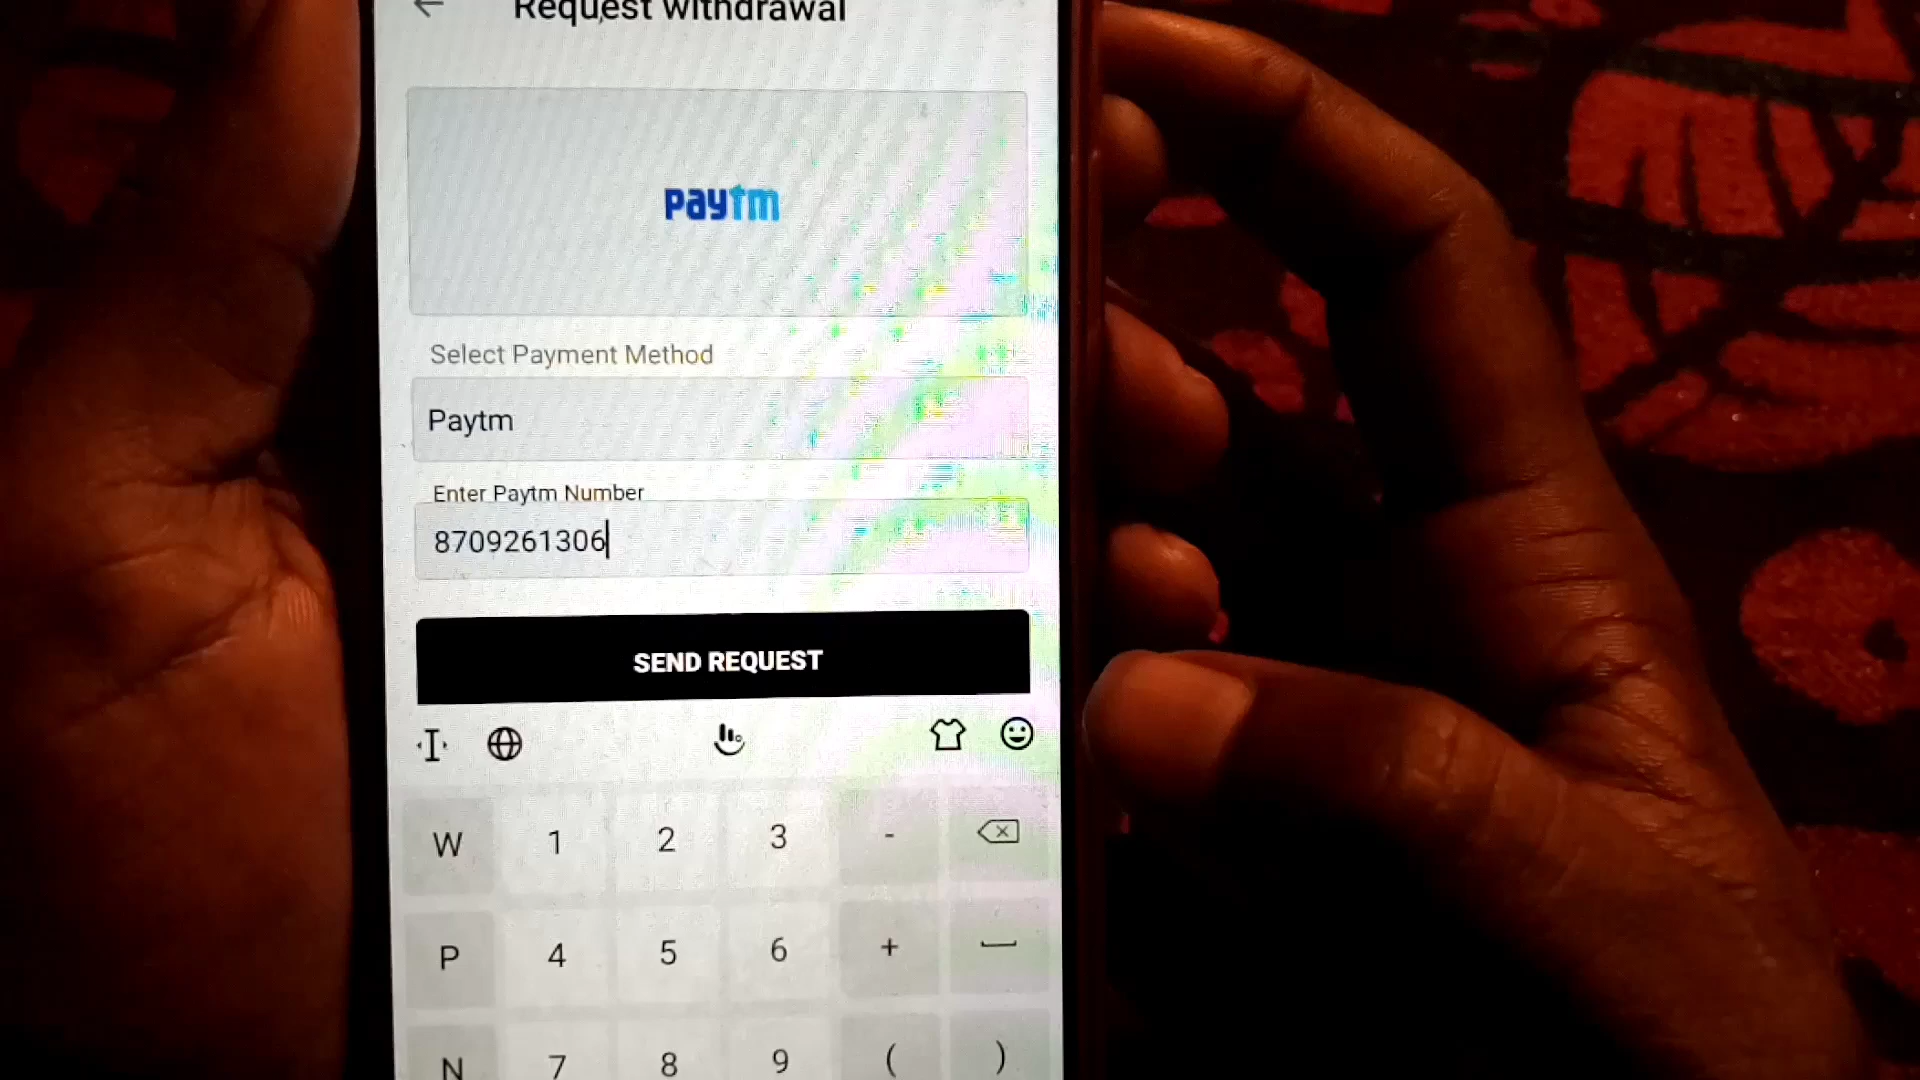 Request withdrawal
paytm
Select Payment Method
Paytm
Enter Paytm Number
8709261306
SEND REQUEST
W 1 2 3 -
P 4 5 6 +
N 7 8 9 ( )